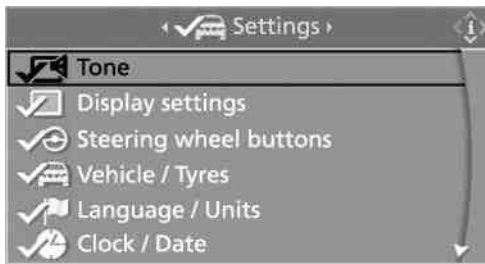 Settings
i
Tone
Display settings
Steering wheel buttons
Vehicle / Tyres
Language / Units
Clock / Date